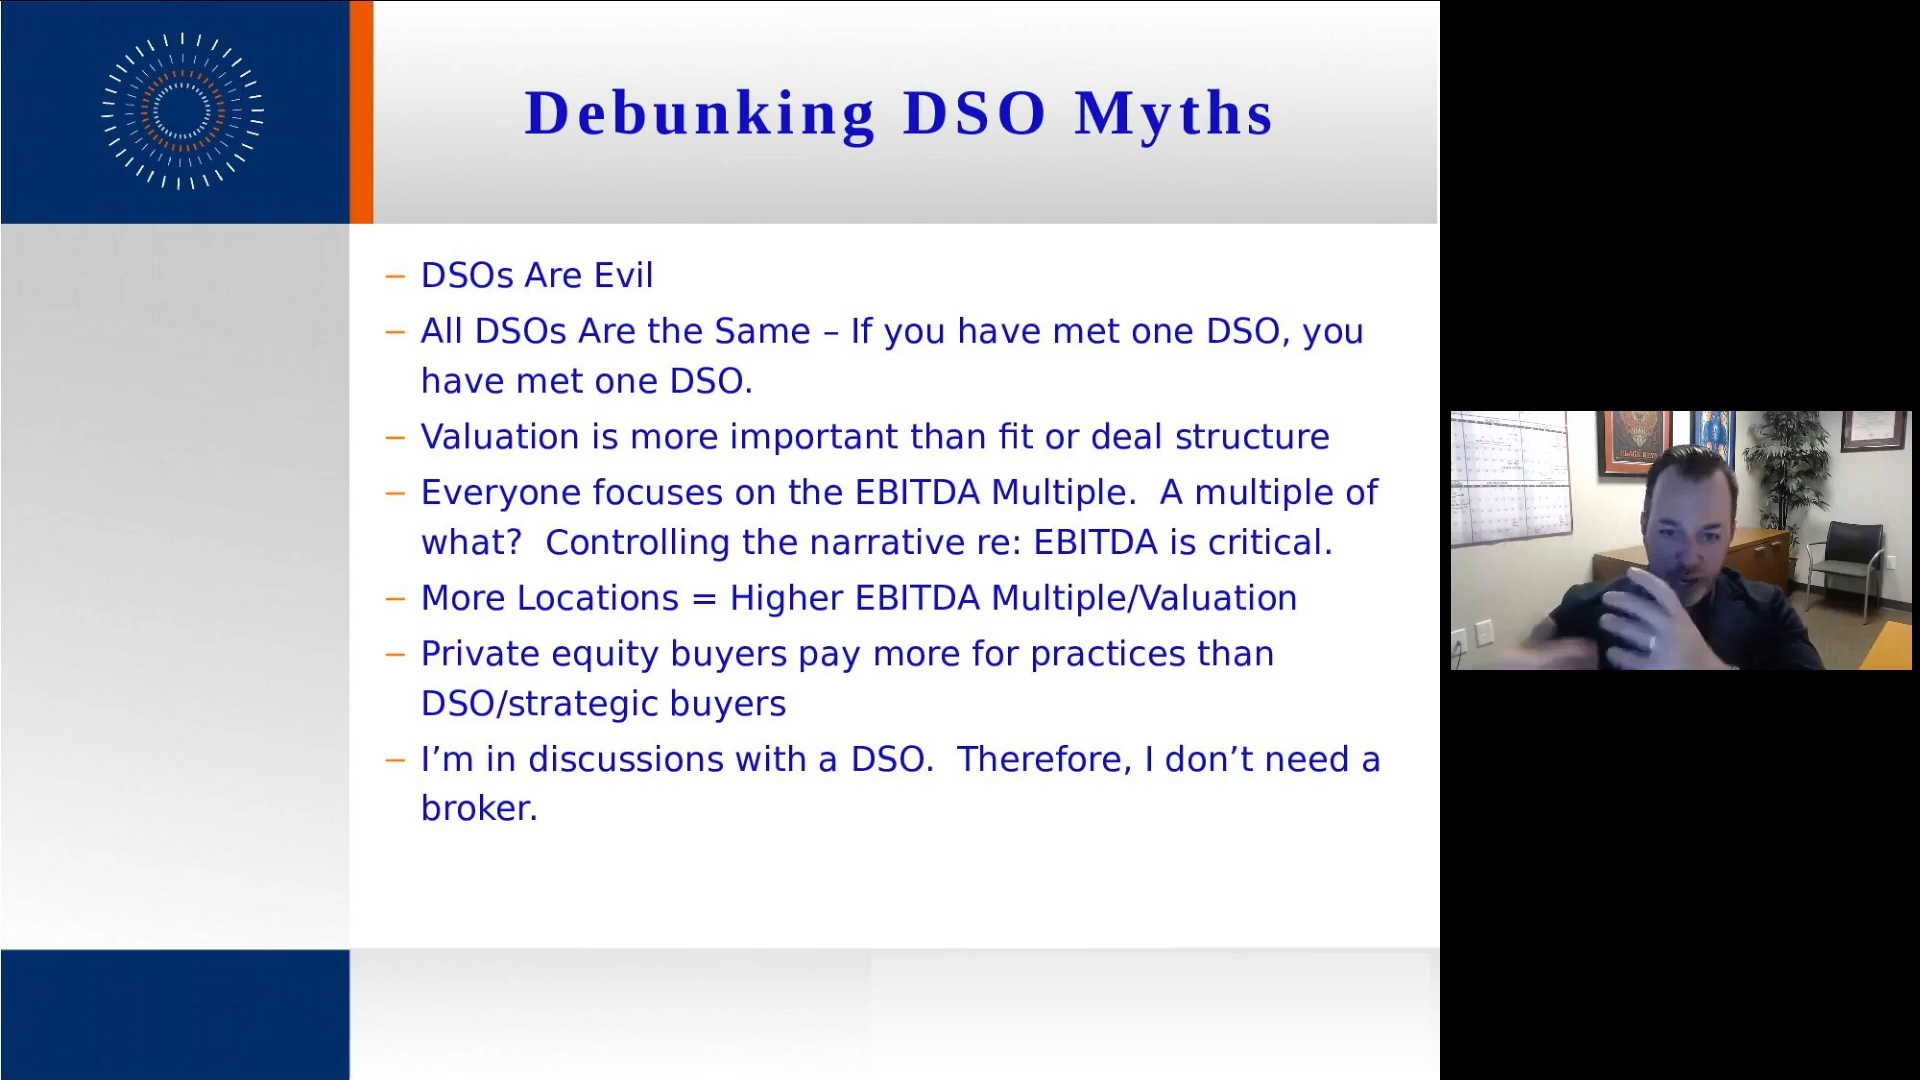 Debunking DSO Myths
– DSOs Are Evil
– All DSOs Are the Same – If you have met one DSO, you
have met one DSO.
– Valuation is more important than fit or deal structure
– Everyone focuses on the EBITDA Multiple.  A multiple of
what?  Controlling the narrative re: EBITDA is critical.
– More Locations = Higher EBITDA Multiple/Valuation
– Private equity buyers pay more for practices than
DSO/strategic buyers
– I’m in discussions with a DSO.  Therefore, I don’t need a
broker.